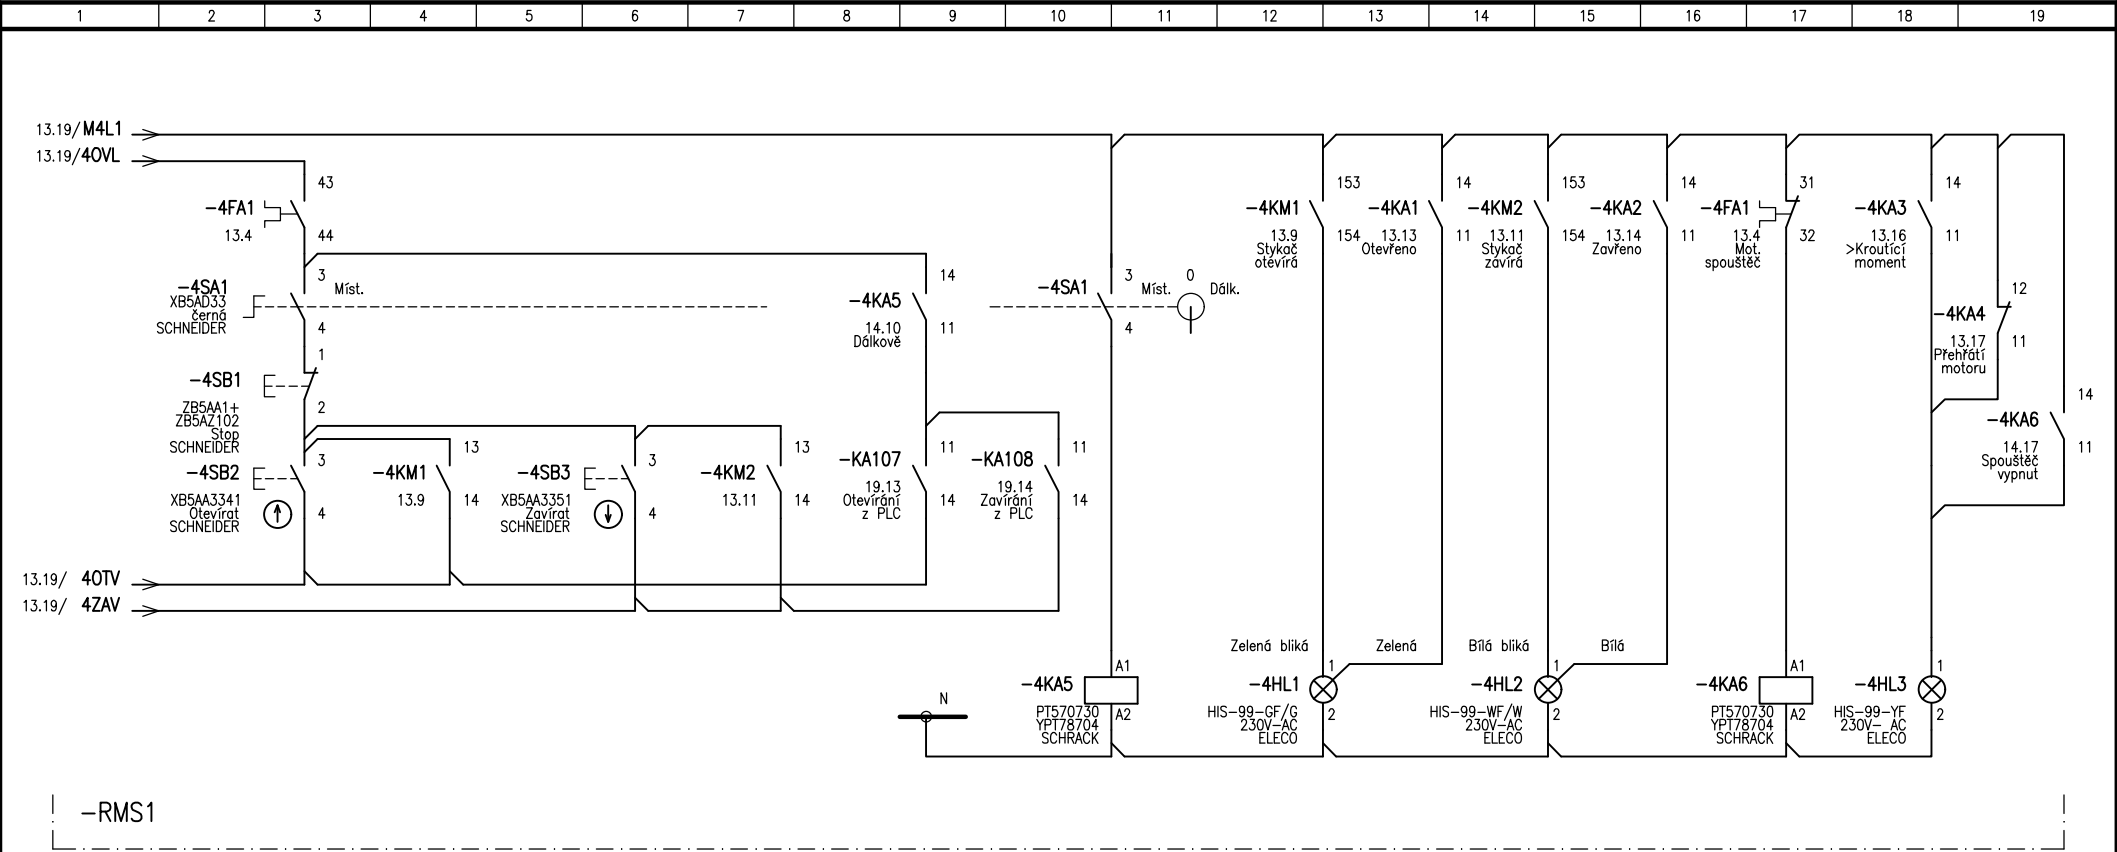 1 2 3 4 5 6 7 8 9 10 11 12 13 14 15 16 17 18 19
13.19/M4L1
13.19/4OVL
43
-4FA1
13.4
44
3
-4SA1
Míst.
XB5AD33
černá
SCHNEIDER
4
1
-4SB1
ZB5AA1+
ZB5AZ102
Stop
SCHNEIDER
2
3
-4SB2
XB5AA3341
Otevírat
SCHNEIDER
4
13
-4KM1
13.9
14
3
-4SB3
XB5AA3351
Zavírat
SCHNEIDER
4
13
-4KM2
13.11
14
14
-4KA5
14.10
Dálkově
11
11
-KA107
19.13
Otevírání
z PLC
14
11
-KA108
19.14
Zavírání
z PLC
14
13.19/ 4OTV
13.19/ 4ZAV
3
-4SA1
4
Míst.
0
Dálk.
153
-4KM1
13.9
Stykač
otevírá
154
14
-4KA1
13.13
Otevřeno
11
153
-4KM2
13.11
Stykač
zavírá
154
14
-4KA2
13.14
Zavřeno
11
31
-4FA1
13.4
Mot.
spouštěč
32
14
-4KA3
13.16
>Kroutící
moment
11
12
-4KA4
13.17
Přehřátí
motoru
11
14
-4KA6
14.17
Spouštěč
vypnut
11
Zelená bliká
Zelená
Bílá bliká
Bílá
N
A1
-4KA5
PT570730
YPT78704
SCHRACK
A2
1
-4HL1
HIS-99-GF/G
230V-AC
ELECO
2
1
-4HL2
HIS-99-WF/W
230V-AC
ELECO
2
A1
-4KA6
PT570730
YPT78704
SCHRACK
A2
1
-4HL3
HIS-99-YF
230V- AC
ELECO
2
-RMS1